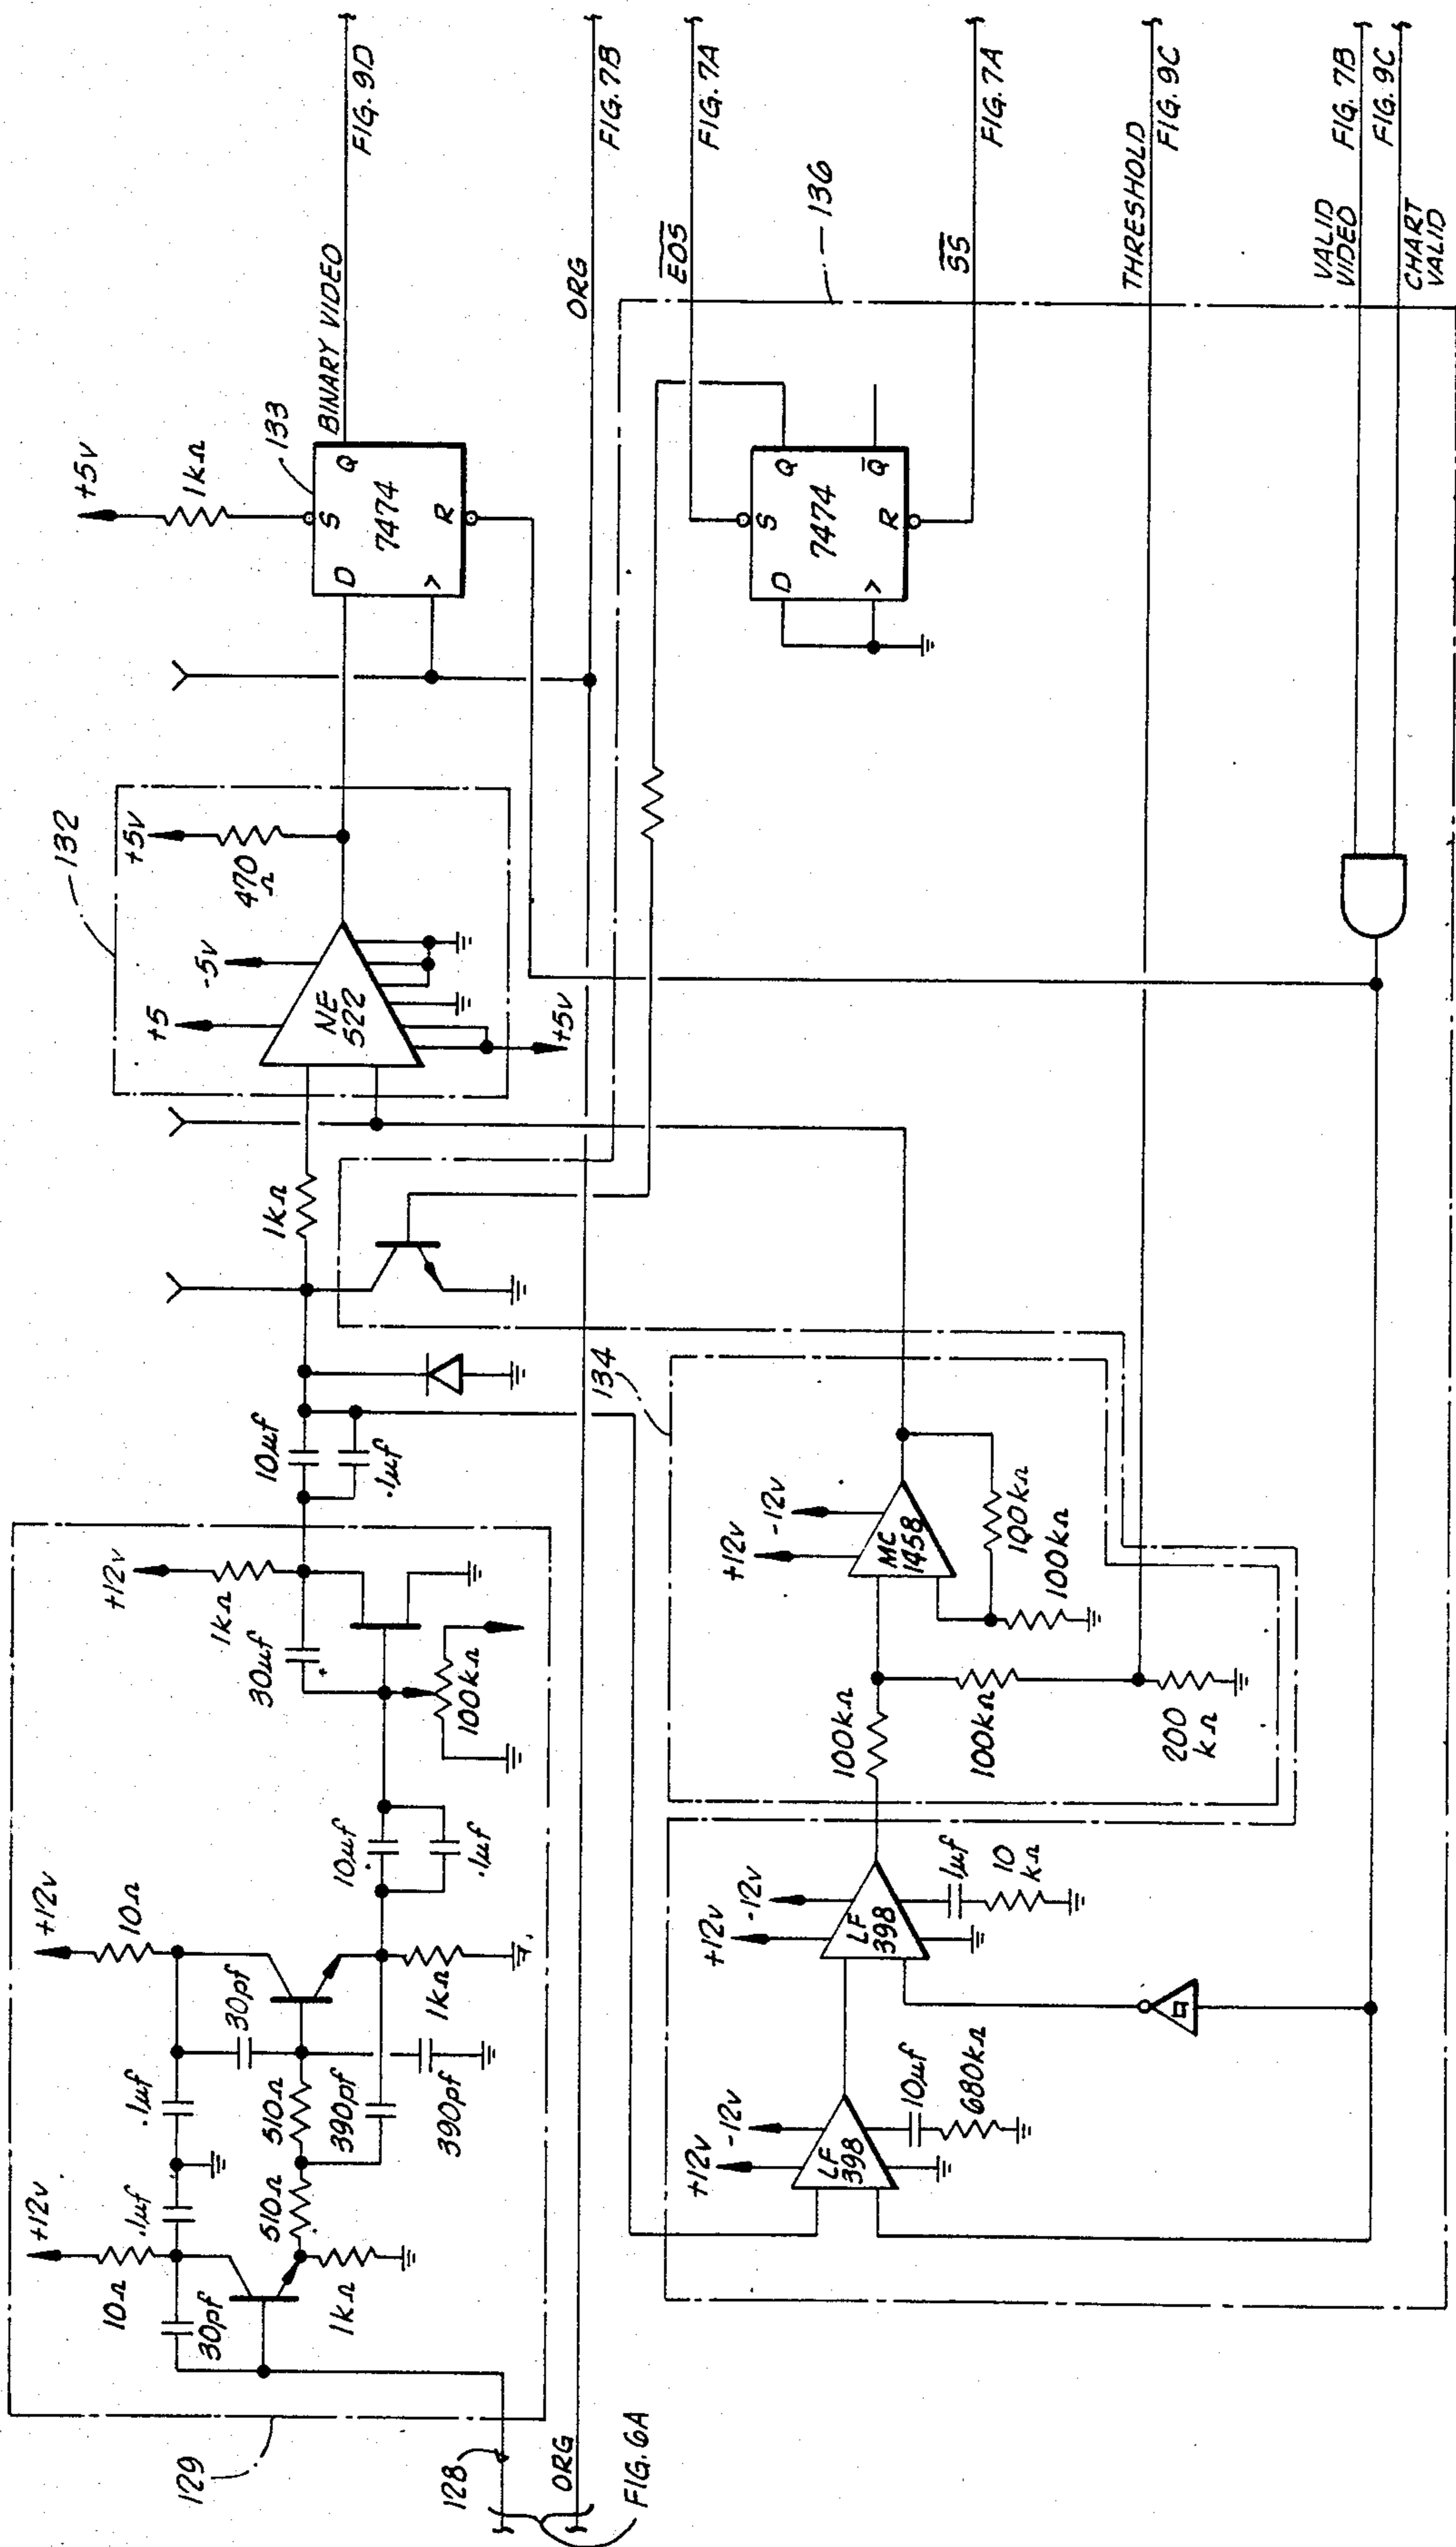 129
128
ORG
FIG. 6A
+12v
10Ω
30pf
.1µf
1kΩ
510Ω
.1µf
510Ω
390pf
30pf
390pf
+12v
10Ω
1kΩ
10µf
.1µf
100kΩ
30µf
1kΩ
+12v
10µf
.1µf
1kΩ
132
NE
522
+5
-5v
+5v
470
Ω
+5v
133
+5v
1kΩ
D
S
Q
7474
R
>
BINARY VIDEO
FIG. 9D
ORG
FIG. 7B
EOS
FIG. 7A
136
D
S
Q
7474
Q
R
>
SS
FIG. 7A
THRESHOLD
FIG. 9C
VALID
VIDEO
FIG. 7B
CHART
VALID
FIG. 9C
134
+12v
-12v
LF
398
10µf
680kΩ
+12v
-12v
LF
398
1µf
10
kΩ
100kΩ
100kΩ
200
kΩ
+12v
-12v
MC
1458
100kΩ
100kΩ